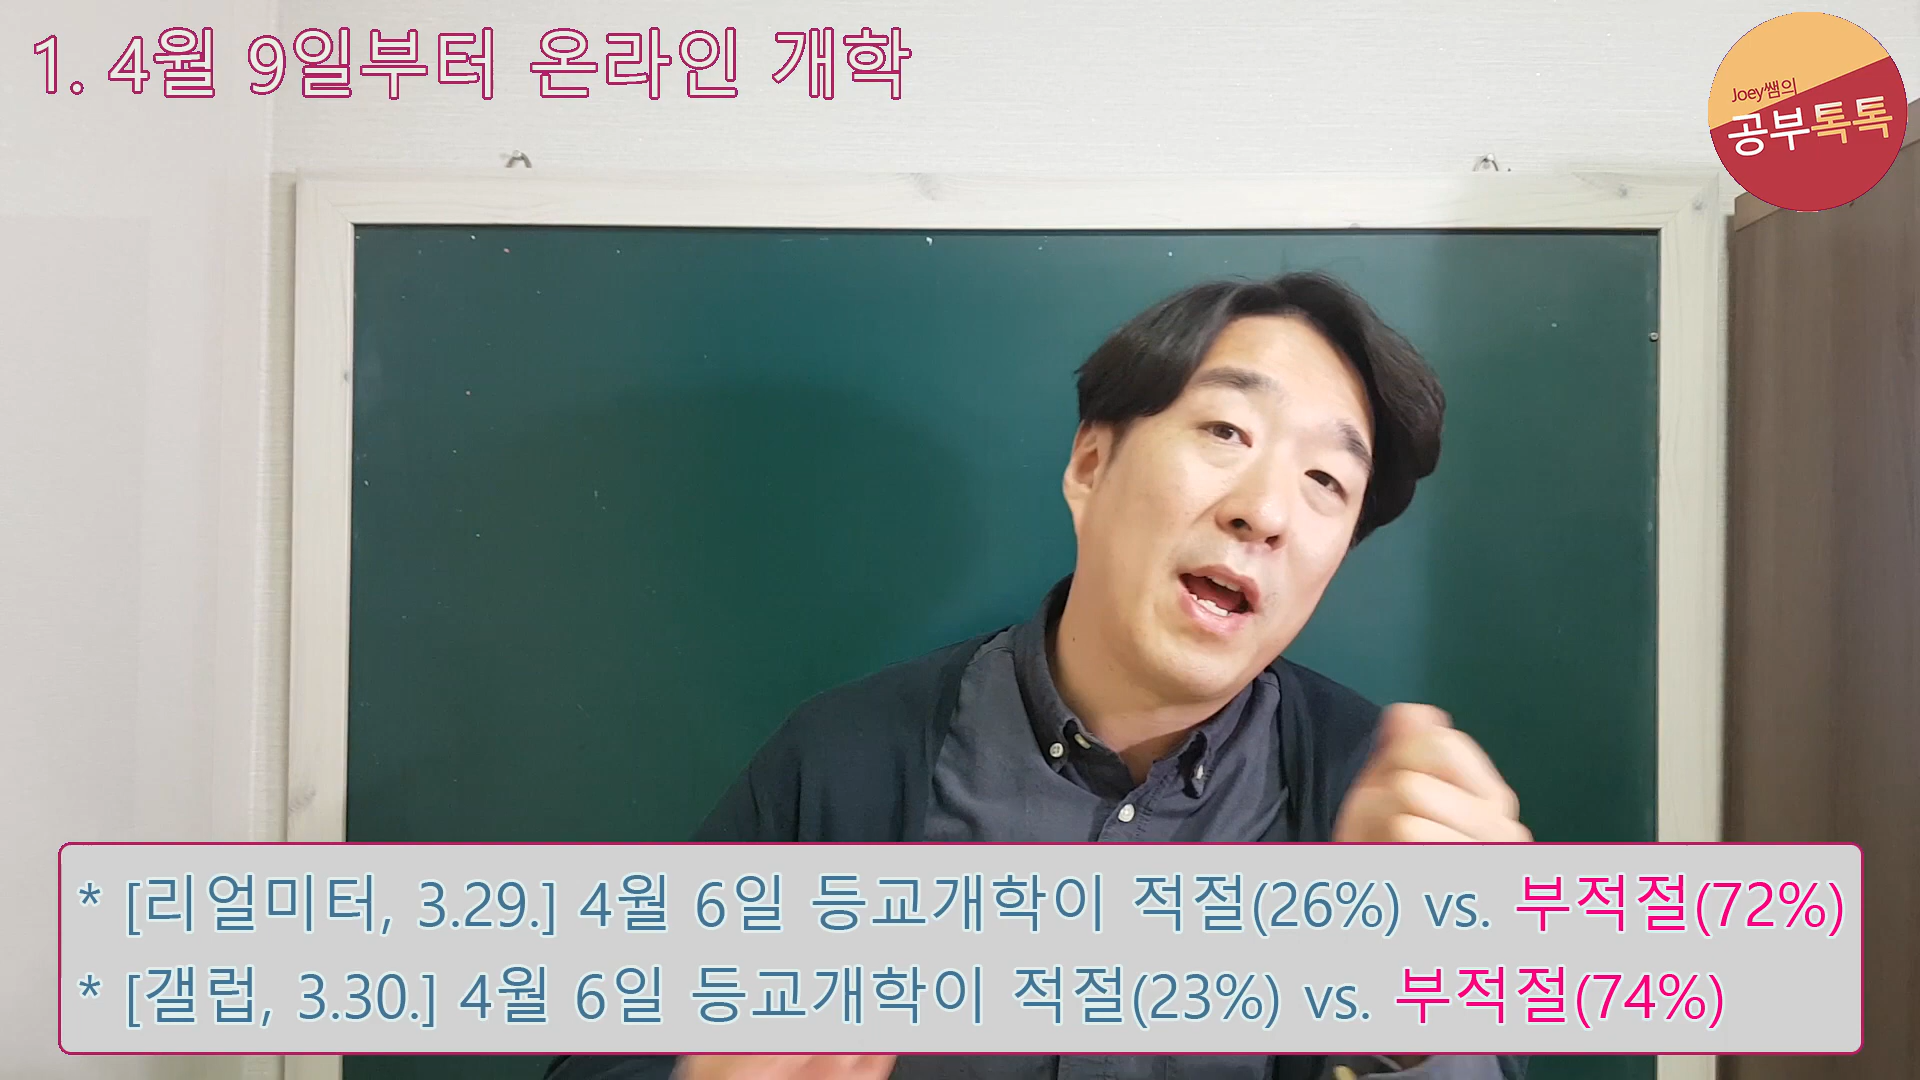 1. 4월 9일부터 온라인 개학
Joey쌤의
공부톡톡
* [리얼미터, 3.29.] 4월 6일 등교개학이 적절(26%) vs. 부적절(72%)
* [갤럽, 3.30.] 4월 6일 등교개학이 적절(23%) vs. 부적절(74%)